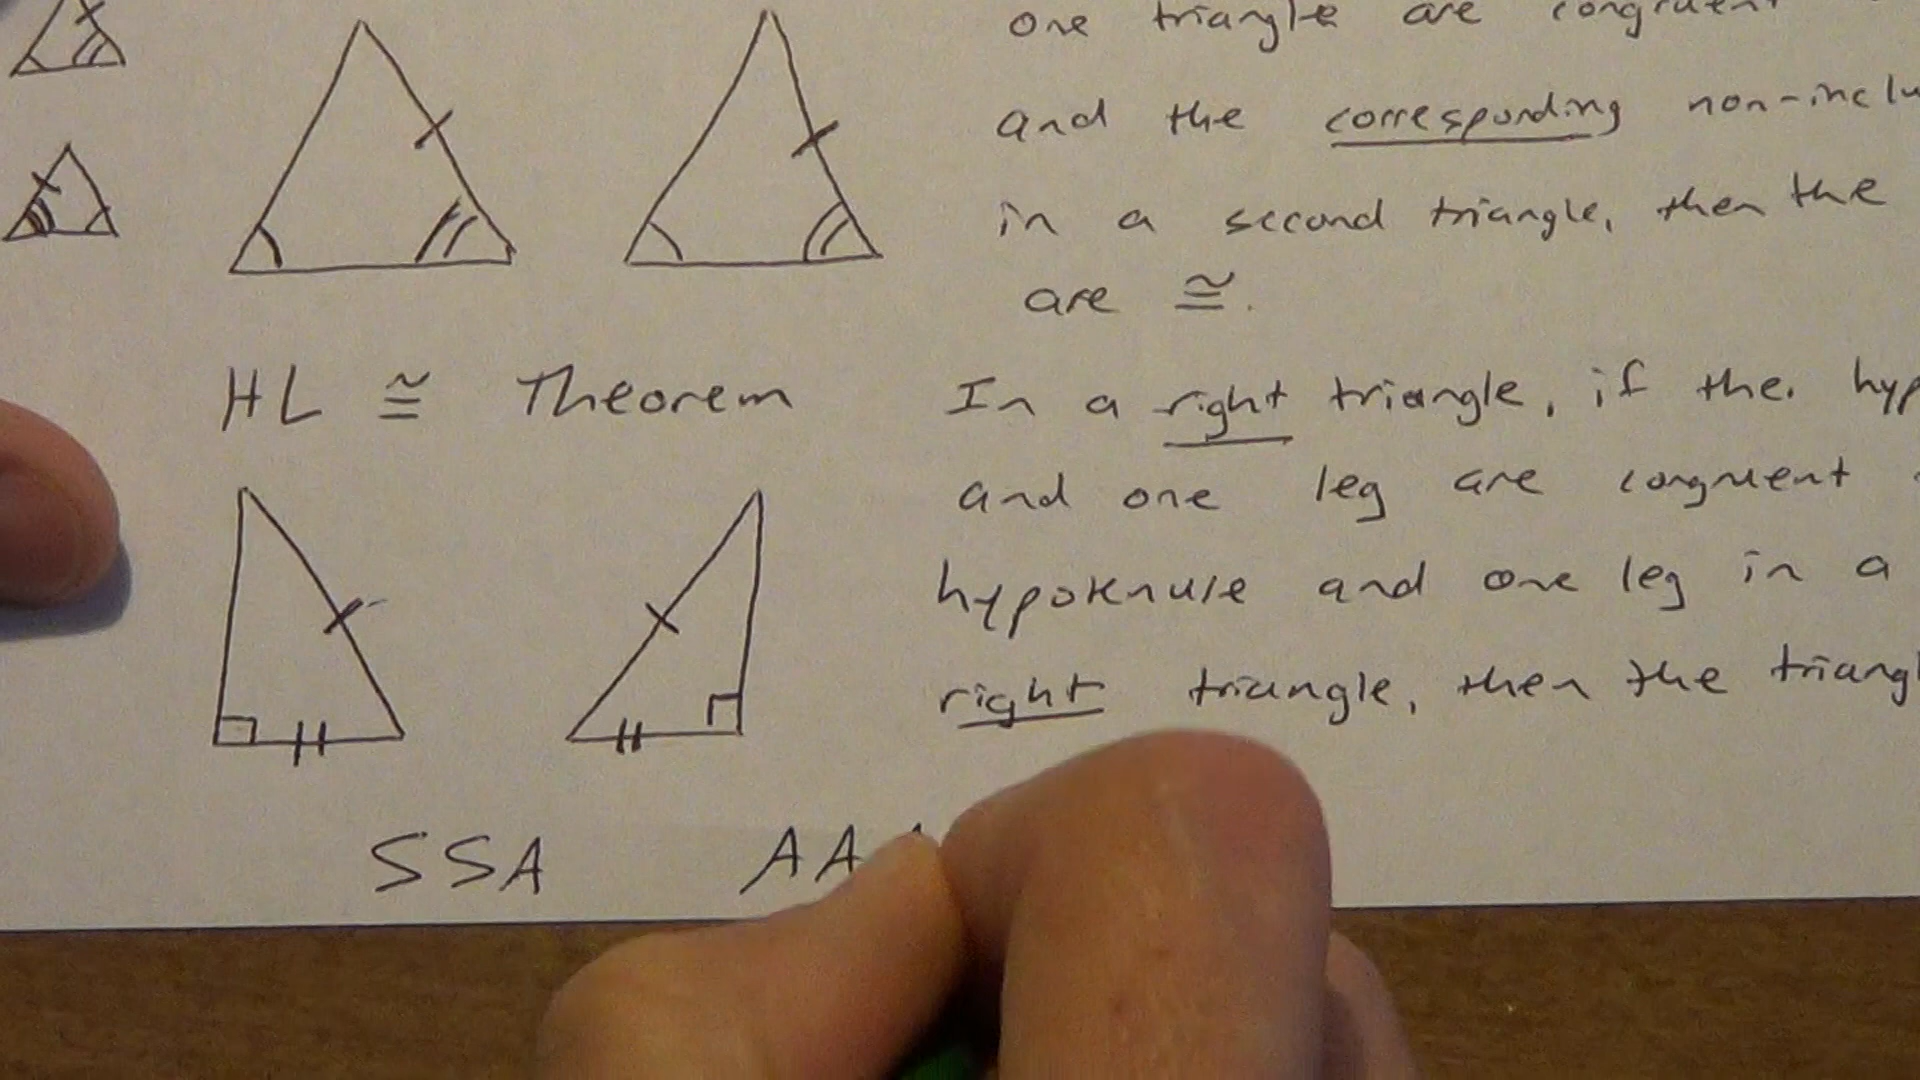 one triangle are
and the corresponding
in a second triangle, then the
are ≅.
HL ≅ Theorem
In a right triangle, if the.
and one leg are congruent
hypotenuse and one leg in a
right triangle, then the
SSA AA